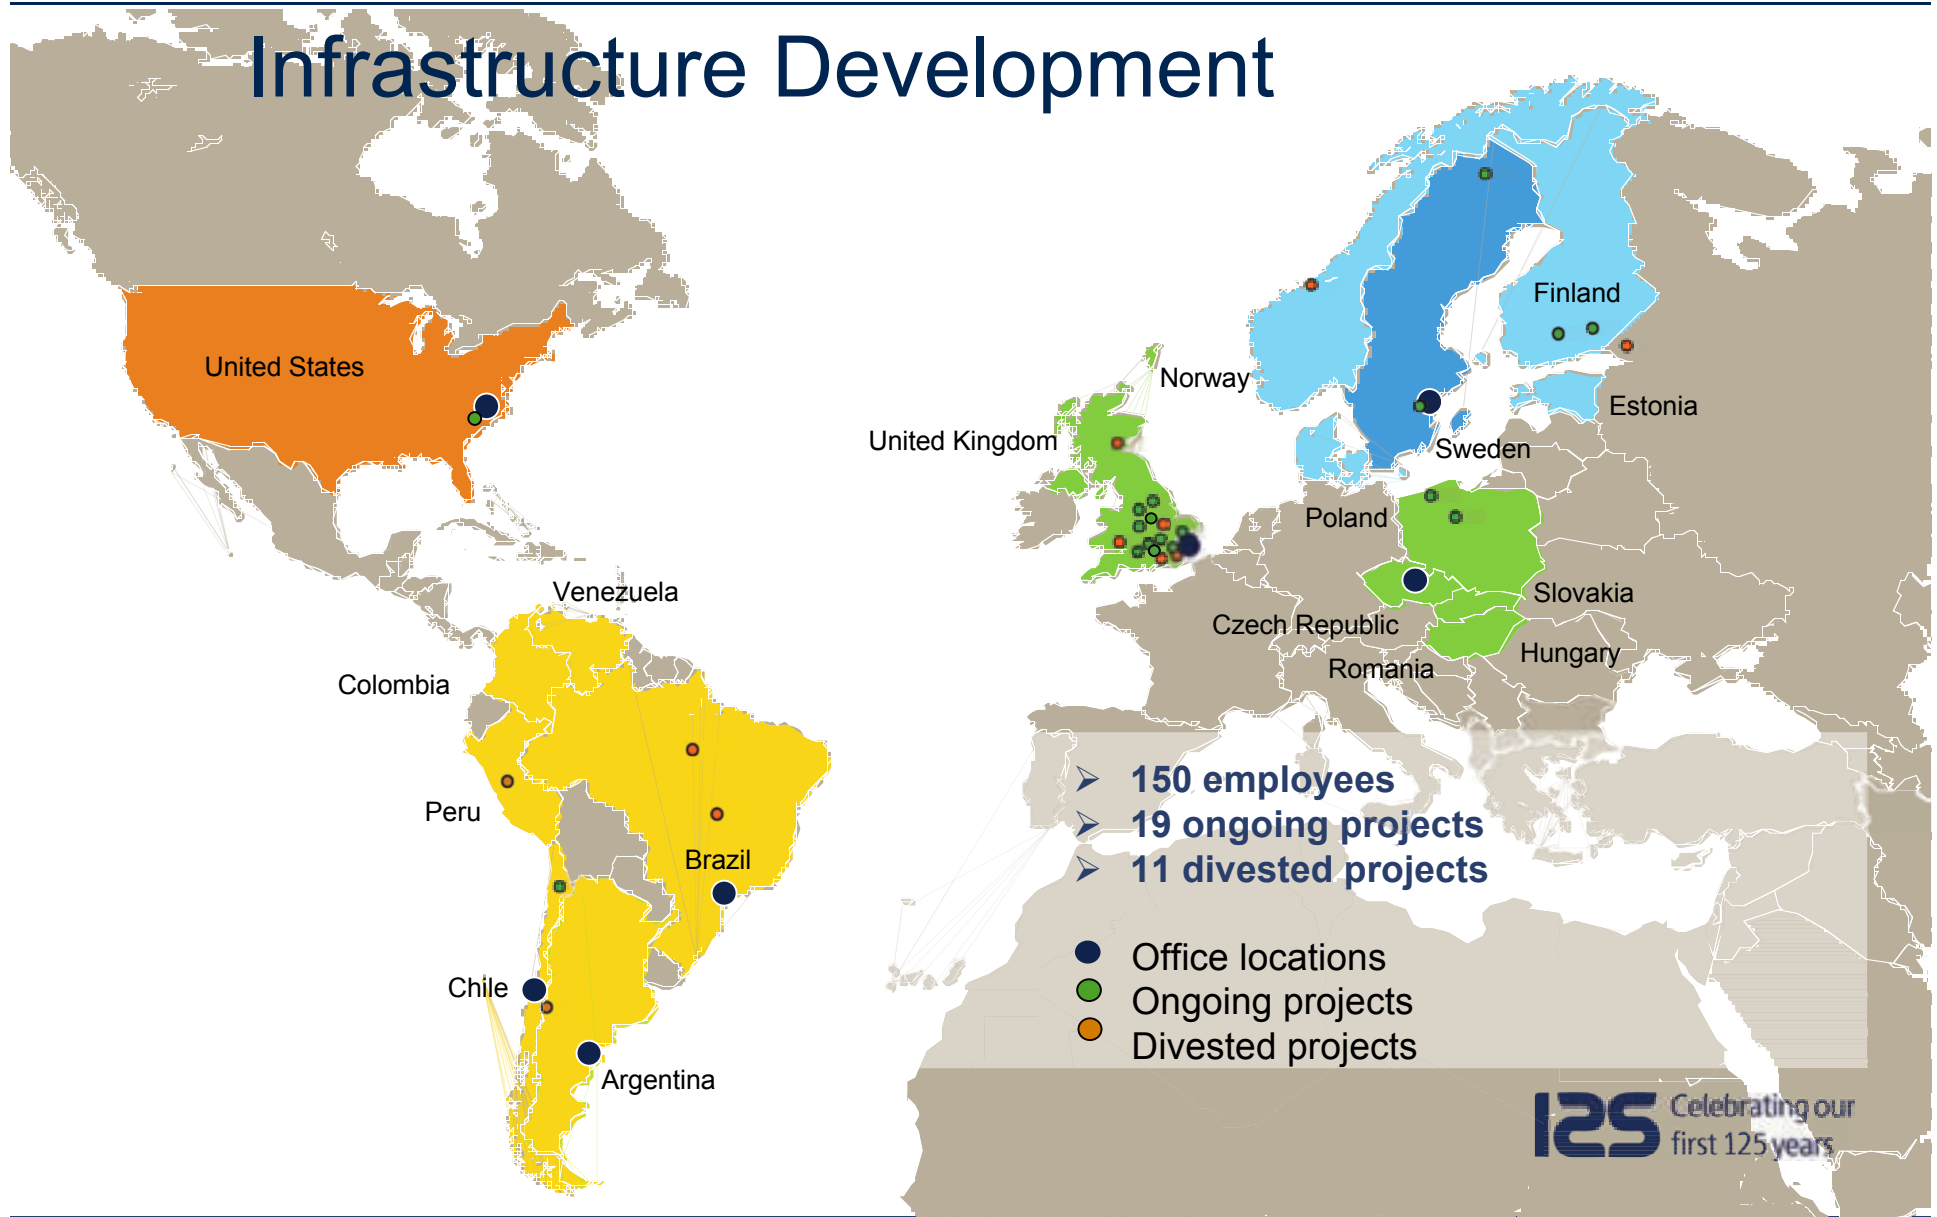 Infrastructure Development
United States
Norway
Finland
Estonia
United Kingdom
Sweden
Poland
Venezuela
Slovakia
Czech Republic
Hungary
Romania
Colombia
Peru
Brazil
Chile
Argentina
➢ 150 employees
➢ 19 ongoing projects
➢ 11 divested projects
Office locations
Ongoing projects
Divested projects
125 Celebrating our
first 125 years